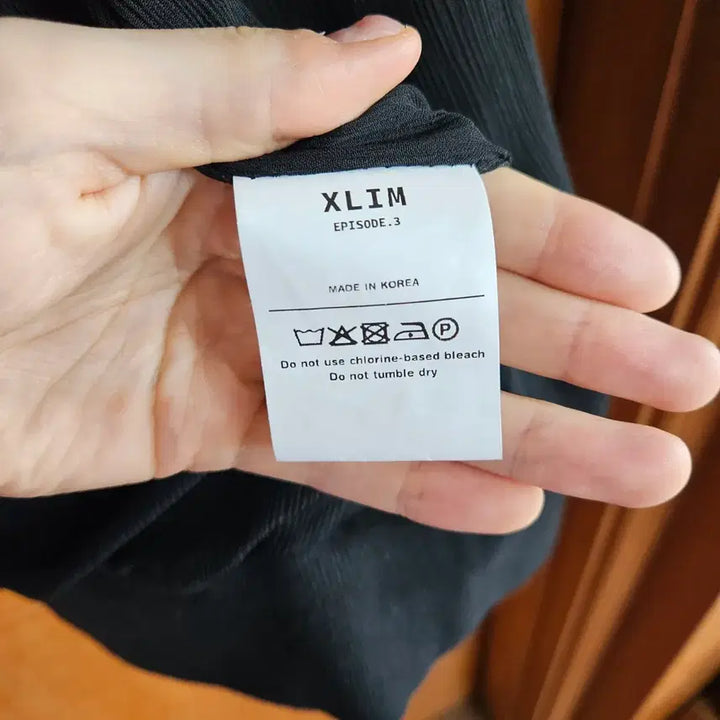 XLIM
EPISODE.3
MADE IN KOREA
P
Do not use chlorine-based bleach
Do not tumble dry